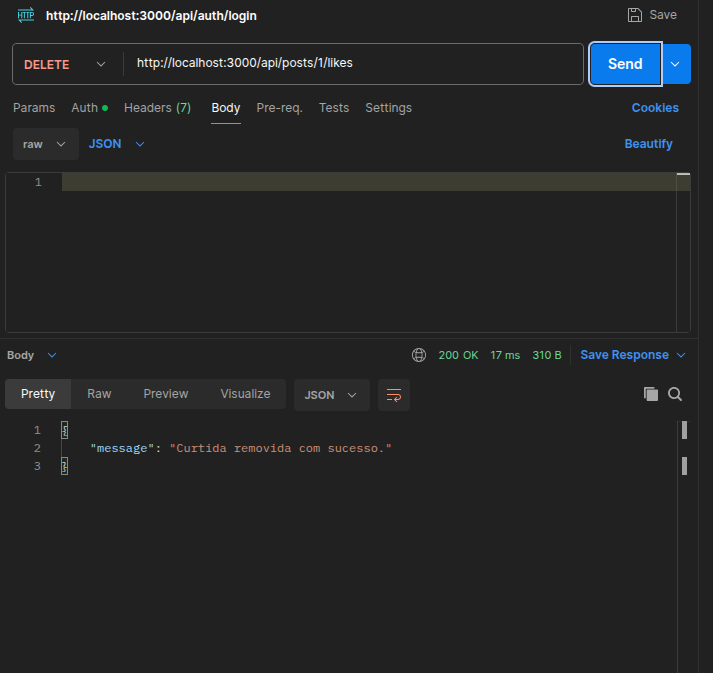 HTTP http://localhost:3000/api/auth/login Save
DELETE http://localhost:3000/api/posts/1/likes Send
Params Auth Headers (7) Body Pre-req. Tests Settings Cookies
raw JSON Beautify
1
Body 200 OK 17 ms 310 B Save Response
Pretty Raw Preview Visualize JSON
1 {
2 "message": "Curtida removida com sucesso."
3 }